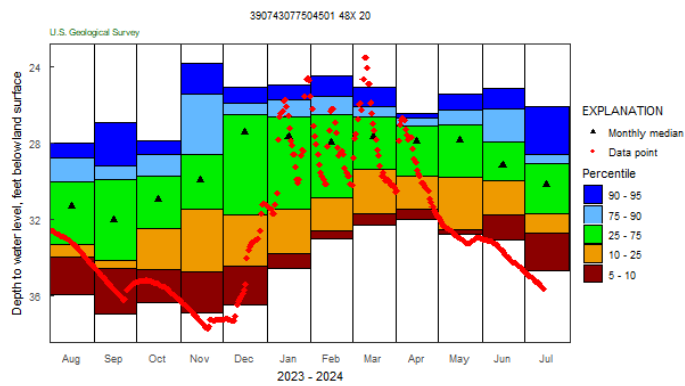 390743077504501 48X 20
U.S. Geological Survey
Depth to water level, feet below land surface
24
28
32
36
Aug Sep Oct Nov Dec Jan Feb Mar Apr May Jun Jul
2023 - 2024
EXPLANATION
Monthly median
Data point
Percentile
90 - 95
75 - 90
25 - 75
10 - 25
5 - 10